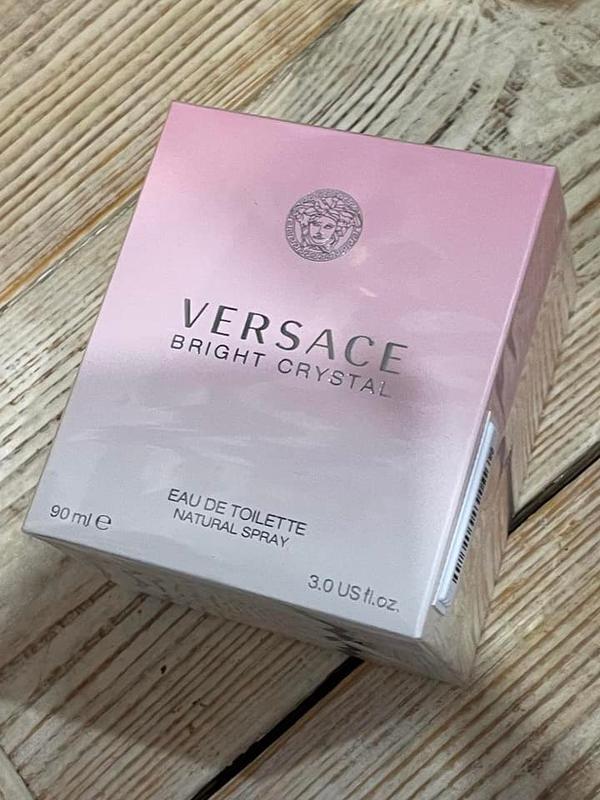 VERSACE
BRIGHT CRYSTAL
EAU DE TOILETTE
NATURAL SPRAY
90 ml ℮
3.0 US fl.oz.